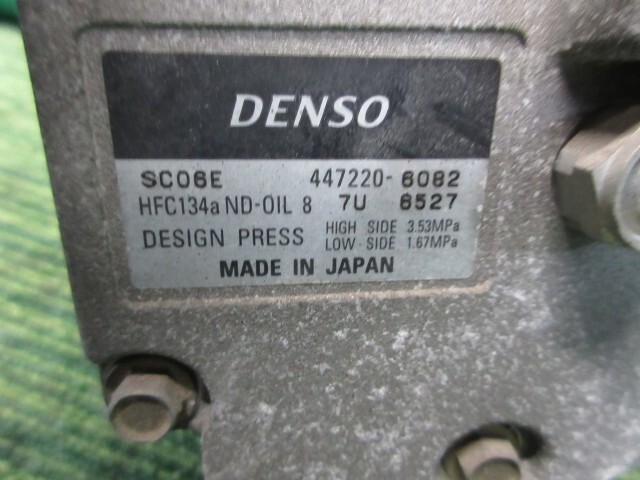 DENSO
SC06E 447220-6082
HFC134a ND-OIL 8 7U 6527
DESIGN PRESS HIGH SIDE 3.53MPa
LOW-SIDE 1.67MPa
MADE IN JAPAN